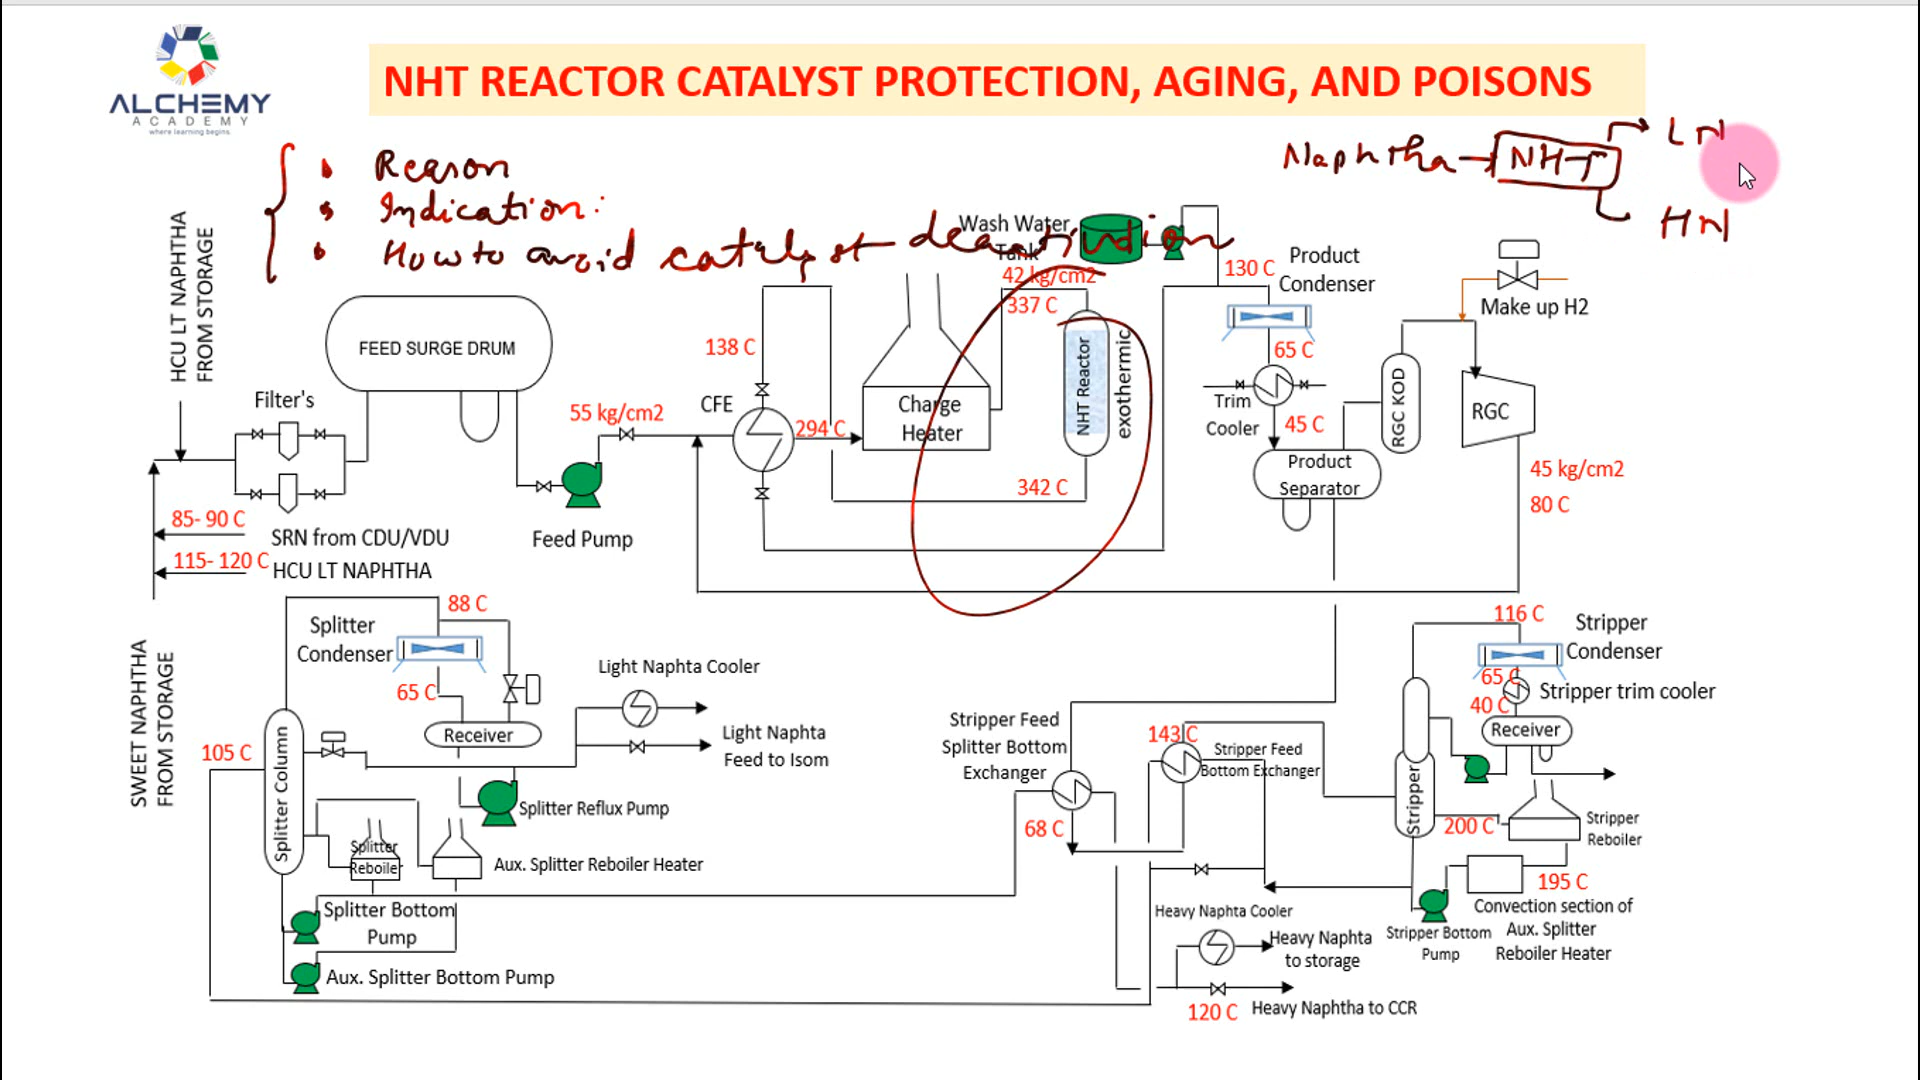 ALCHEMY
ACADEMY
where learning begins.
NHT REACTOR CATALYST PROTECTION, AGING, AND POISONS
Reason
Indication:
How to avoid catalyst deactivation
Naphtha
NHT
LN
HN
HCU LT NAPHTHA
FROM STORAGE
FEED SURGE DRUM
Filter's
85- 90 C
SRN from CDU/VDU
115- 120 C
HCU LT NAPHTHA
SWEET NAPHTHA
FROM STORAGE
Feed Pump
55 kg/cm2
138 C
CFE
294 C
Charge
Heater
Wash Water
Tank
42 kg/cm2
337 C
NHT Reactor
exothermic
342 C
130 C
Product
Condenser
65 C
Trim
Cooler
45 C
Product
Separator
RGC KOD
Make up H2
RGC
45 kg/cm2
80 C
88 C
Splitter
Condenser
65 C
Receiver
Light Naphta Cooler
Light Naphta
Feed to Isom
105 C
Splitter Column
Splitter Reflux Pump
Splitter
Reboile
Aux. Splitter Reboiler Heater
Splitter Bottom
Pump
Aux. Splitter Bottom Pump
Stripper Feed
Splitter Bottom
Exchanger
68 C
143 C
Stripper Feed
Bottom Exchanger
116 C
Stripper
Condenser
65 C
Stripper trim cooler
40 C
Receiver
Stripper
200 C
Stripper
Reboiler
195 C
Convection section of
Aux. Splitter
Reboiler Heater
Stripper Bottom
Pump
Heavy Naphta Cooler
Heavy Naphta
to storage
120 C
Heavy Naphtha to CCR